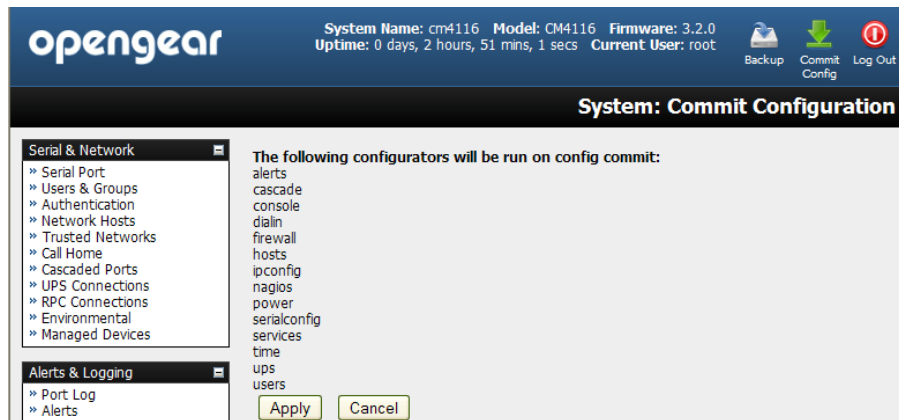 opengear
System Name: cm4116 Model: CM4116 Firmware: 3.2.0
Uptime: 0 days, 2 hours, 51 mins, 1 secs Current User: root
Backup
Commit
Config
Log Out
System: Commit Configuration
Serial & Network
» Serial Port
» Users & Groups
» Authentication
» Network Hosts
» Trusted Networks
» Call Home
» Cascaded Ports
» UPS Connections
» RPC Connections
» Environmental
» Managed Devices
Alerts & Logging
» Port Log
» Alerts
The following configurators will be run on config commit:
alerts
cascade
console
dialin
firewall
hosts
ipconfig
nagios
power
serialconfig
services
time
ups
users
Apply Cancel